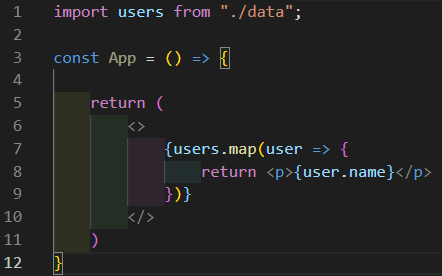 1 import users from "./data";
2
3 const App = () => {
4
5     return (
6         <>
7             {users.map(user => {
8                 return <p>{user.name}</p>
9             })}
10         </>
11     )
12 }